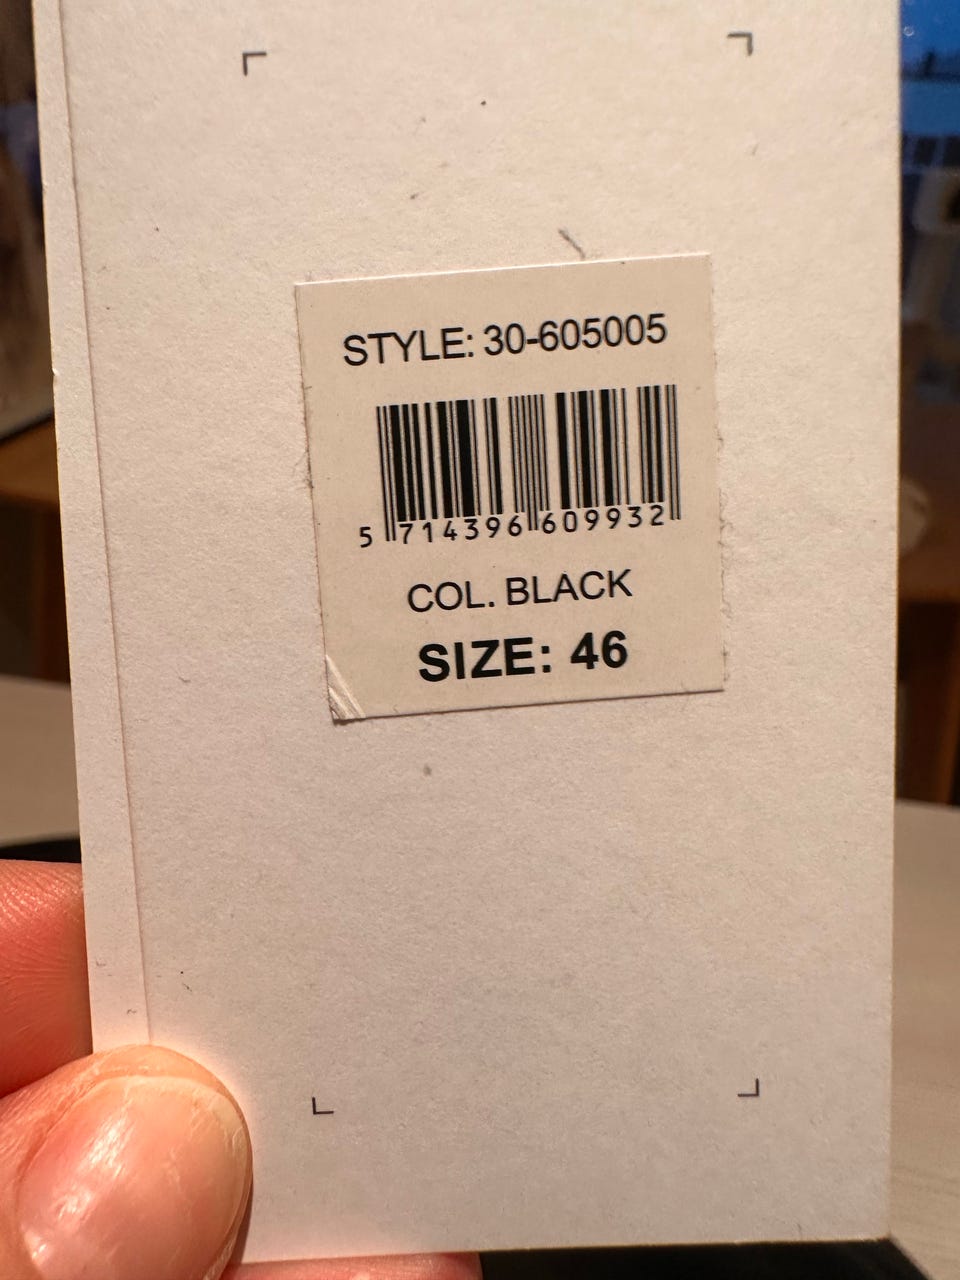 STYLE: 30-605005
5 714396 609932
COL. BLACK
SIZE: 46